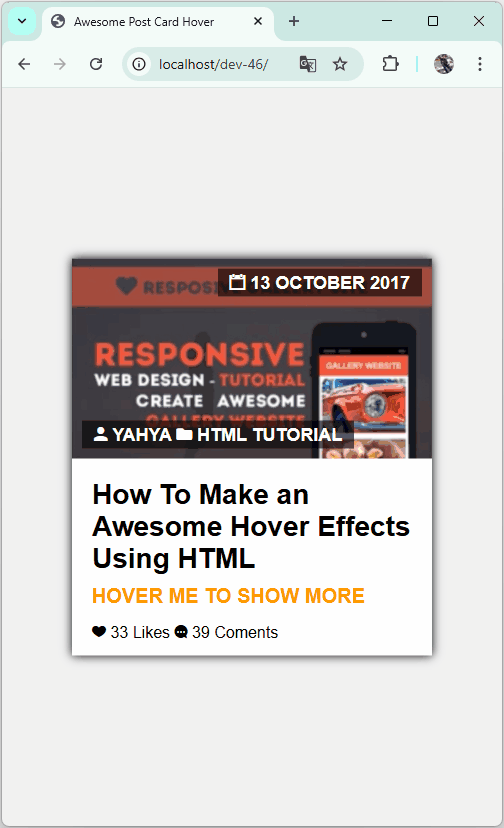 Awesome Post Card Hover
localhost/dev-46/
RESPOSI
13 OCTOBER 2017
RESPONSIVE
WEB DESIGN - TUTORIAL
CREATE AWESOME
GALLERY WEBSITE
GALLERY WEBSITE
YAHYA HTML TUTORIAL
How To Make an
Awesome Hover Effects
Using HTML
HOVER ME TO SHOW MORE
33 Likes 39 Coments